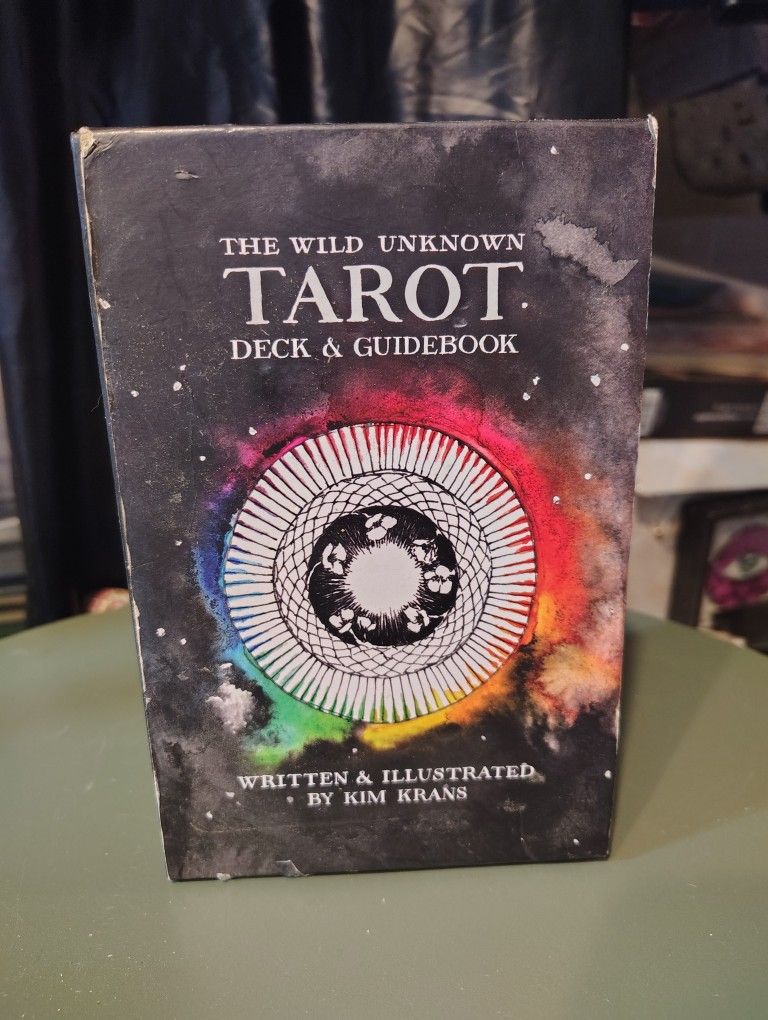 THE WILD UNKNOWN
TAROT
DECK & GUIDEBOOK
WRITTEN & ILLUSTRATED
BY KIM KRANS